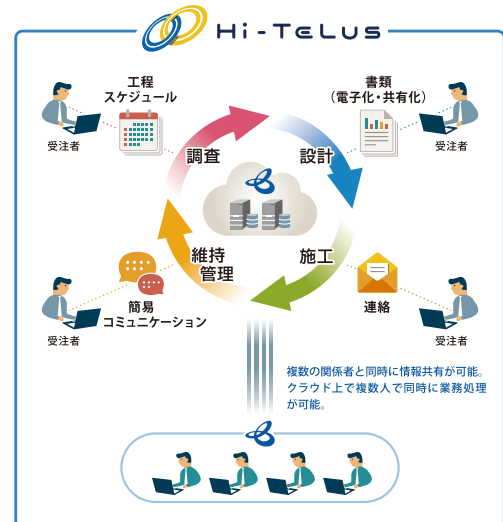 Hi-TeLus
工程
スケジュール
書類
（電子化・共有化）
受注者
受注者
調査
設計
維持
管理
施工
簡易
コミュニケーション
連絡
受注者
受注者
複数の関係者と同時に情報共有が可能。
クラウド上で複数人で同時に業務処理
が可能。